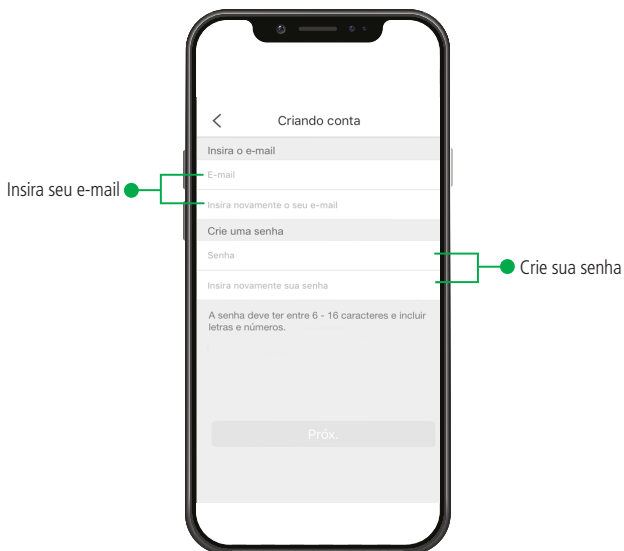 Criando conta
Insira o e-mail
E-mail
Insira seu e-mail
Insira novamente o seu e-mail
Crie uma senha
Senha
Crie sua senha
Insira novamente sua senha
A senha deve ter entre 6 - 16 caracteres e incluir
letras e números.
Próx.